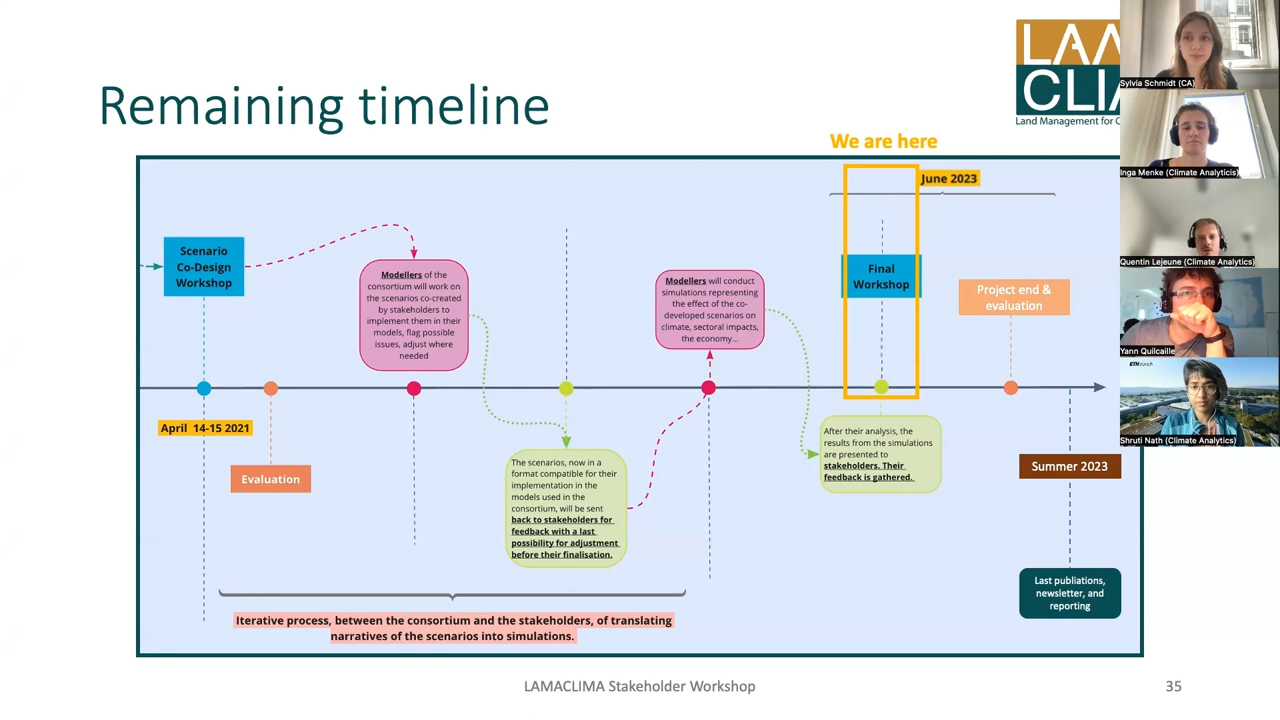 LAM
CLIM
Land Management for C
Remaining timeline
We are here
June 2023
Scenario
Co-Design
Workshop
Modellers of the
consortium will work on
the scenarios co-created
by stakeholders to
implement them in their
models, flag possible
issues, adjust where
needed
Modellers will conduct
simulations representing
the effect of the co-
developed scenarios on
climate, sectoral impacts,
the economy...
Final
Workshop
Project end &
evaluation
April 14-15 2021
Evaluation
The scenarios, now in a
format compatible for their
implementation in the
models used in the
consortium, will be sent
back to stakeholders for
feedback with a last
possibility for adjustment
before their finalisation.
After their analysis, the
results from the simulations
are presented to
stakeholders. Their
feedback is gathered.
Summer 2023
Last publiations,
newsletter, and
reporting
Iterative process, between the consortium and the stakeholders, of translating
narratives of the scenarios into simulations.
LAMACLIMA Stakeholder Workshop
35
Sylvia Schmidt (CA)
Inga Menke (Climate Analyticis)
Quentin Lejeune (Climate Analytics)
Yann Quilcaille
ETH zürich
Shruti Nath (Climate Analytics)